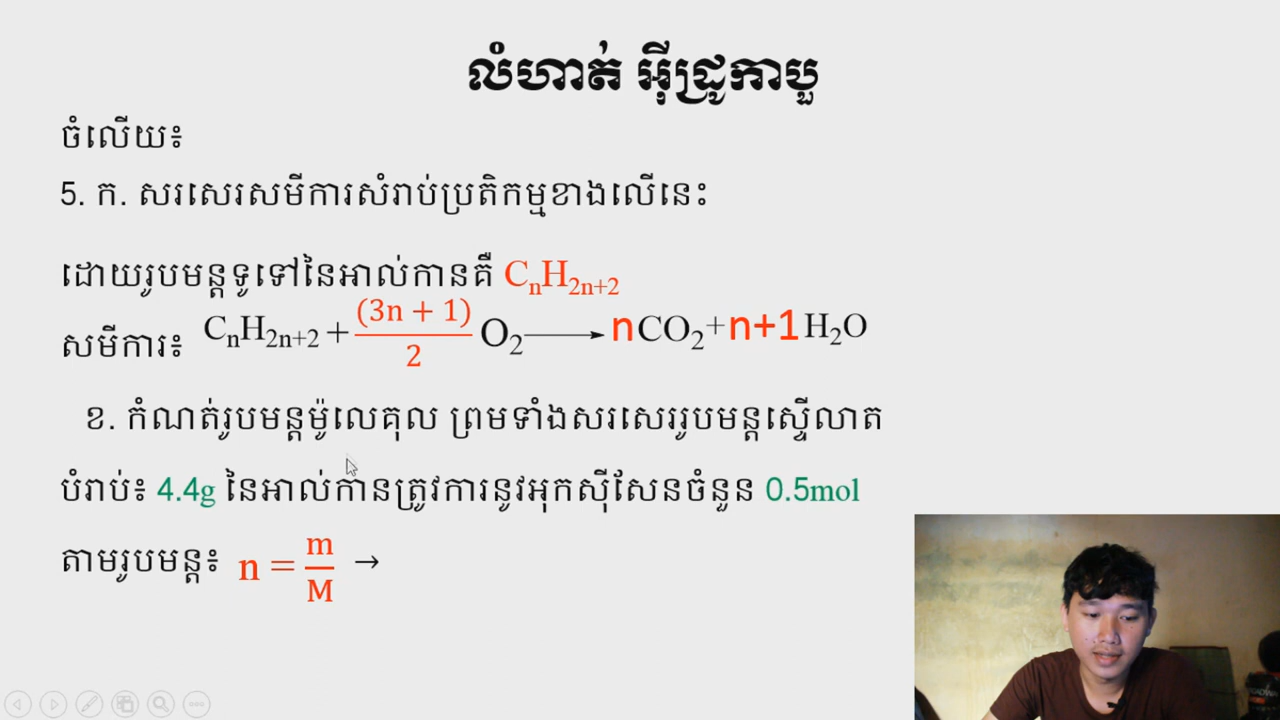 លំហាត់ អ៊ីដ្រូកាបួ
ចំលើយ៖
5. ក. សរសេរសមីការសំរាប់ប្រតិកម្មខាងលើនេះ
ដោយរូបមន្តទូទៅនៃអាល់កានគឺ CₙH₂ₙ₊₂
សមីការ៖ CₙH₂ₙ₊₂ + (3n + 1)/2 O₂ ⟶ nCO₂ + n+1 H₂O
ខ. កំណត់រូបមន្តម៉ូលេគុល ព្រមទាំងសរសេររូបមន្តស្ទើលាត
បំរាប់៖ 4.4g នៃអាល់កានត្រូវការនូវអុកស៊ីសែនចំនួន 0.5mol
តាមរូបមន្ត៖ n = m/M →